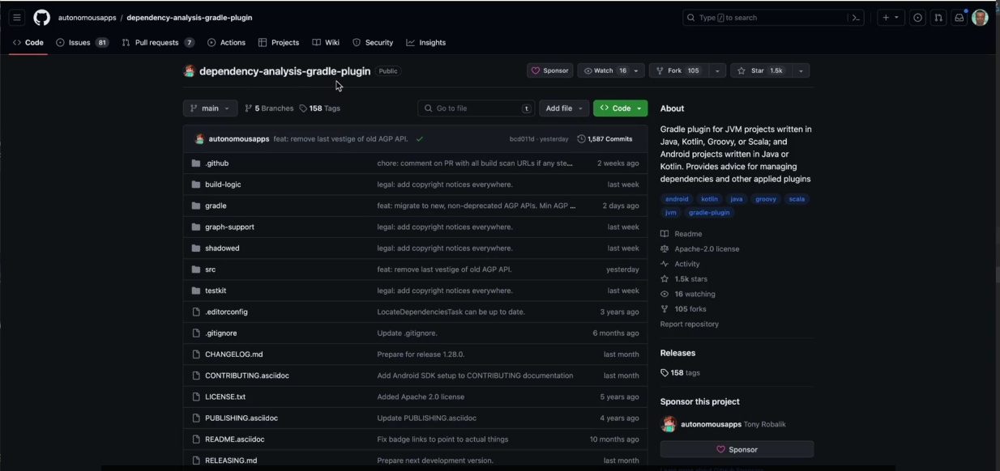 autonomousapps / dependency-analysis-gradle-plugin
Type / to search
Code Issues 81 Pull requests 7 Actions Projects Wiki Security Insights
dependency-analysis-gradle-plugin Public
Sponsor Watch 16 Fork 105 Star 1.5k
main 5 Branches 158 Tags Go to file t Add file Code
autonomousapps feat: remove last vestige of old AGP API. bcd011d · yesterday 1,587 Commits
.github chore: comment on PR with all build scan URLs if any ste... 2 weeks ago
build-logic legal: add copyright notices everywhere. last week
gradle feat: migrate to new, non-deprecated AGP APIs. Min AGP ... 2 days ago
graph-support legal: add copyright notices everywhere. last week
shadowed legal: add copyright notices everywhere. last week
src feat: remove last vestige of old AGP API. yesterday
testkit legal: add copyright notices everywhere. last week
.editorconfig LocateDependenciesTask can be up to date. 3 years ago
.gitignore Update .gitignore. 6 months ago
CHANGELOG.md Prepare for release 1.28.0. last month
CONTRIBUTING.asciidoc Add Android SDK setup to CONTRIBUTING documentation last month
LICENSE.txt Added Apache 2.0 license 5 years ago
PUBLISHING.asciidoc Update PUBLISHING.asciidoc 4 years ago
README.asciidoc Fix badge links to point to actual things 10 months ago
RELEASING.md Prepare next development version. last month
About
Gradle plugin for JVM projects written in
Java, Kotlin, Groovy, or Scala; and
Android projects written in Java or
Kotlin. Provides advice for managing
dependencies and other applied plugins
android kotlin java groovy scala
jvm gradle-plugin
Readme
Apache-2.0 license
Activity
1.5k stars
16 watching
105 forks
Report repository
Releases
158 tags
Sponsor this project
autonomousapps Tony Robalik
Sponsor